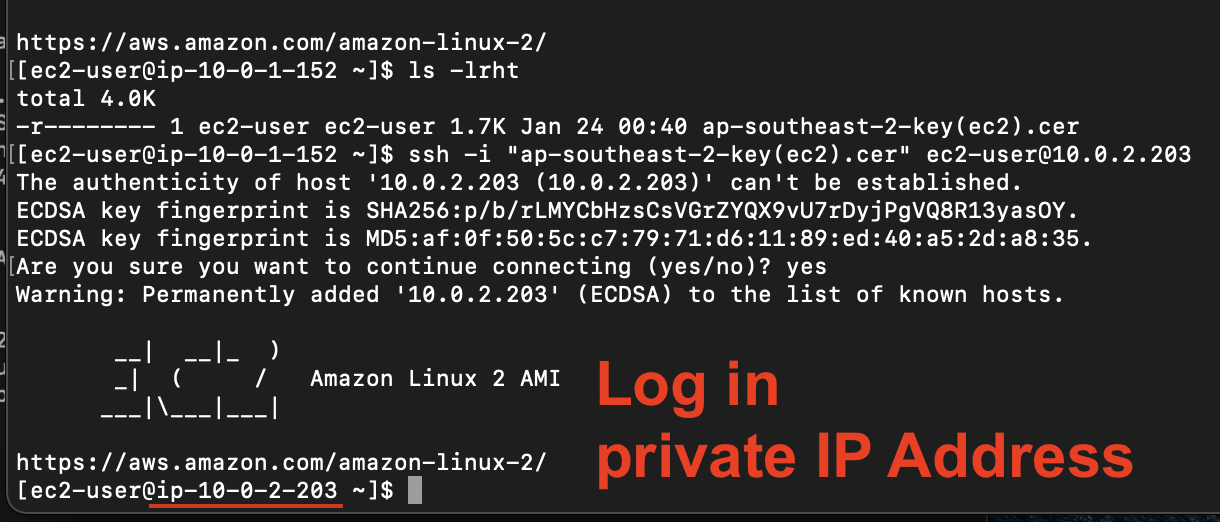 https://aws.amazon.com/amazon-linux-2/
[[ec2-user@ip-10-0-1-152 ~]$ ls -lrht
total 4.0K
-r-------- 1 ec2-user ec2-user 1.7K Jan 24 00:40 ap-southeast-2-key(ec2).cer
[[ec2-user@ip-10-0-1-152 ~]$ ssh -i "ap-southeast-2-key(ec2).cer" ec2-user@10.0.2.203
The authenticity of host '10.0.2.203 (10.0.2.203)' can't be established.
ECDSA key fingerprint is SHA256:p/b/rLMYCbHzsCsVGrZYQX9vU7rDyjPgVQ8R13yasOY.
ECDSA key fingerprint is MD5:af:0f:50:5c:c7:79:71:d6:11:89:ed:40:a5:2d:a8:35.
[Are you sure you want to continue connecting (yes/no)? yes
Warning: Permanently added '10.0.2.203' (ECDSA) to the list of known hosts.
       __|  __|_  )
       _|  (     /   Amazon Linux 2 AMI
      ___|\___|___|
Log in
private IP Address
https://aws.amazon.com/amazon-linux-2/
[ec2-user@ip-10-0-2-203 ~]$